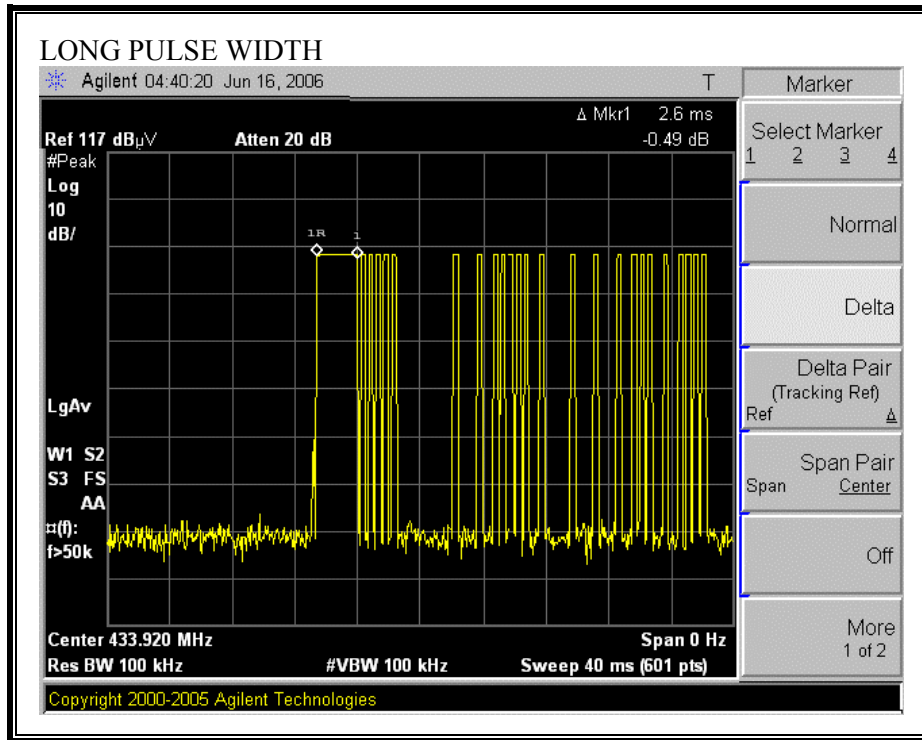 LONG PULSE WIDTH
Agilent 04:40:20 Jun 16, 2006 T
Δ Mkr1 2.6 ms
Ref 117 dBμV Atten 20 dB -0.49 dB
#Peak
Log
10
dB/
1R 1
LgAv
W1 S2
S3 FS
AA
¤(f):
f>50k
Center 433.920 MHz Span 0 Hz
Res BW 100 kHz #VBW 100 kHz Sweep 40 ms (601 pts)
Copyright 2000-2005 Agilent Technologies
Marker
Select Marker
1 2 3 4
Normal
Delta
Delta Pair
(Tracking Ref)
Ref Δ
Span Pair
Span Center
Off
More
1 of 2